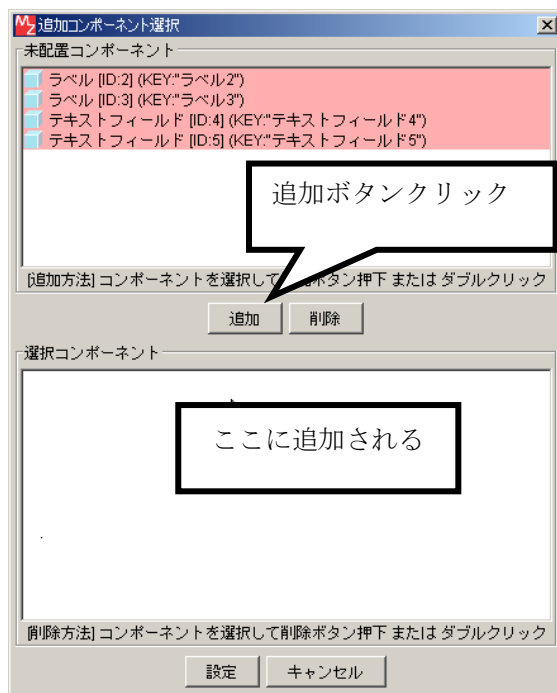 MZ 追加コンポーネント選択
未配置コンポーネント
ラベル [ID:2] (KEY:"ラベル2")
ラベル [ID:3] (KEY:"ラベル3")
テキストフィールド [ID:4] (KEY:"テキストフィールド4")
テキストフィールド [ID:5] (KEY:"テキストフィールド5")
追加ボタンクリック
[追加方法] コンポーネントを選択して ボタン押下 または ダブルクリック
追加 削除
選択コンポーネント
ここに追加される
[削除方法] コンポーネントを選択して削除ボタン押下 または ダブルクリック
設定 キャンセル